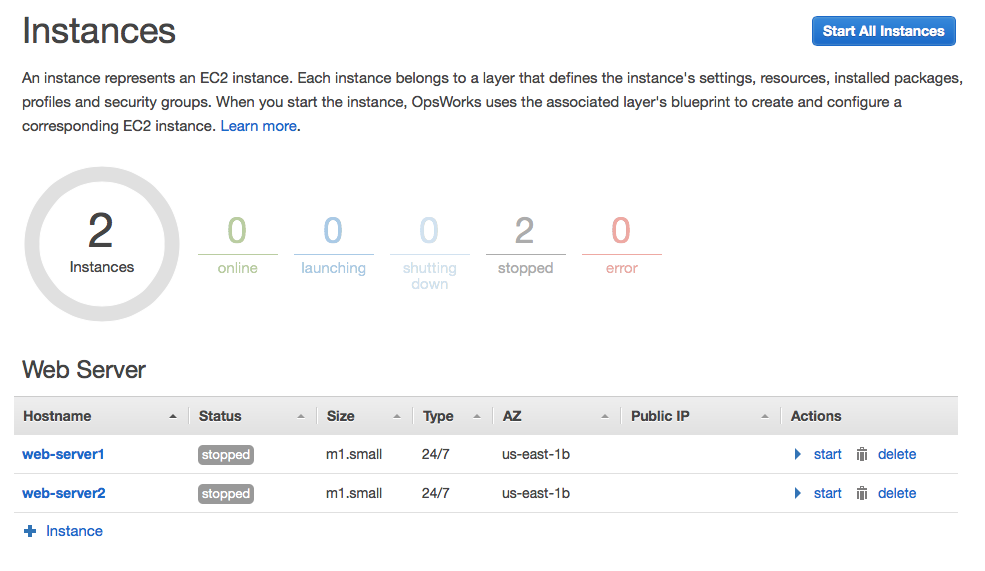 Instances
Start All Instances
An instance represents an EC2 instance. Each instance belongs to a layer that defines the instance's settings, resources, installed packages,
profiles and security groups. When you start the instance, OpsWorks uses the associated layer's blueprint to create and configure a
corresponding EC2 instance. Learn more.
2
Instances
0
online
0
launching
0
shutting
down
2
stopped
0
error
Web Server
Hostname Status Size Type AZ Public IP Actions
web-server1 stopped m1.small 24/7 us-east-1b start delete
web-server2 stopped m1.small 24/7 us-east-1b start delete
Instance